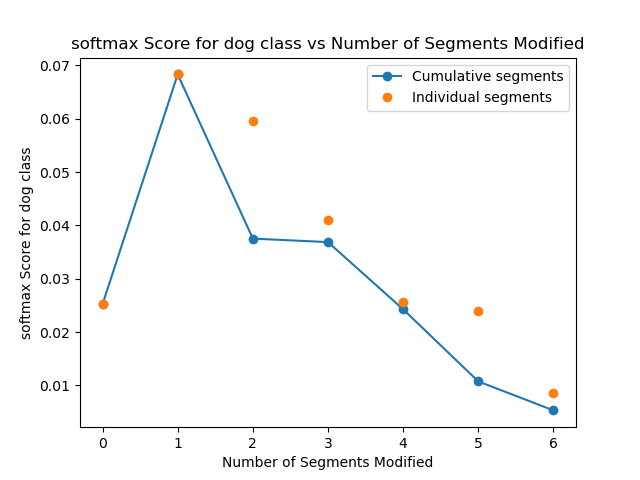 softmax Score for dog class vs Number of Segments Modified
Cumulative segments
Individual segments
softmax Score for dog class
0.07
0.06
0.05
0.04
0.03
0.02
0.01
0 1 2 3 4 5 6
Number of Segments Modified